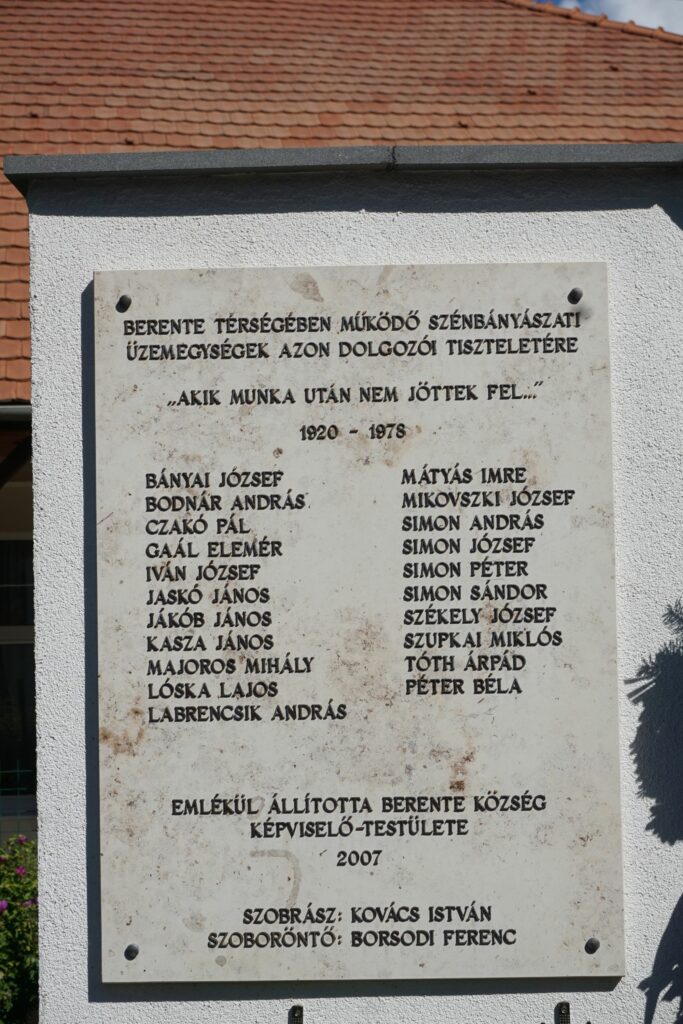 BERENTE TÉRSÉGÉBEN MŰKÖDŐ SZÉNBÁNYÁSZATI
ÜZEMEGYSÉGEK AZON DOLGOZÓI TISZTELETÉRE
„AKIK MUNKA UTÁN NEM JÖTTEK FEL..."
1920 - 1978
BÁNYAI JÓZSEF
BODNÁR ANDRÁS
CZAKÓ PÁL
GAÁL ELEMÉR
IVÁN JÓZSEF
JASKÓ JÁNOS
JÁKÓB JÁNOS
KASZA JÁNOS
MAJOROS MIHÁLY
LÓSKA LAJOS
LABRENCSIK ANDRÁS
MÁTYÁS IMRE
MIKOVSZKI JÓZSEF
SIMON ANDRÁS
SIMON JÓZSEF
SIMON PÉTER
SIMON SÁNDOR
SZÉKELY JÓZSEF
SZUPKAI MIKLÓS
TÓTH ÁRPÁD
PÉTER BÉLA
EMLÉKÜL ÁLLÍTOTTA BERENTE KÖZSÉG
KÉPVISELŐ-TESTÜLETE
2007
SZOBRÁSZ: KOVÁCS ISTVÁN
SZOBORÖNTŐ: BORSODI FERENC